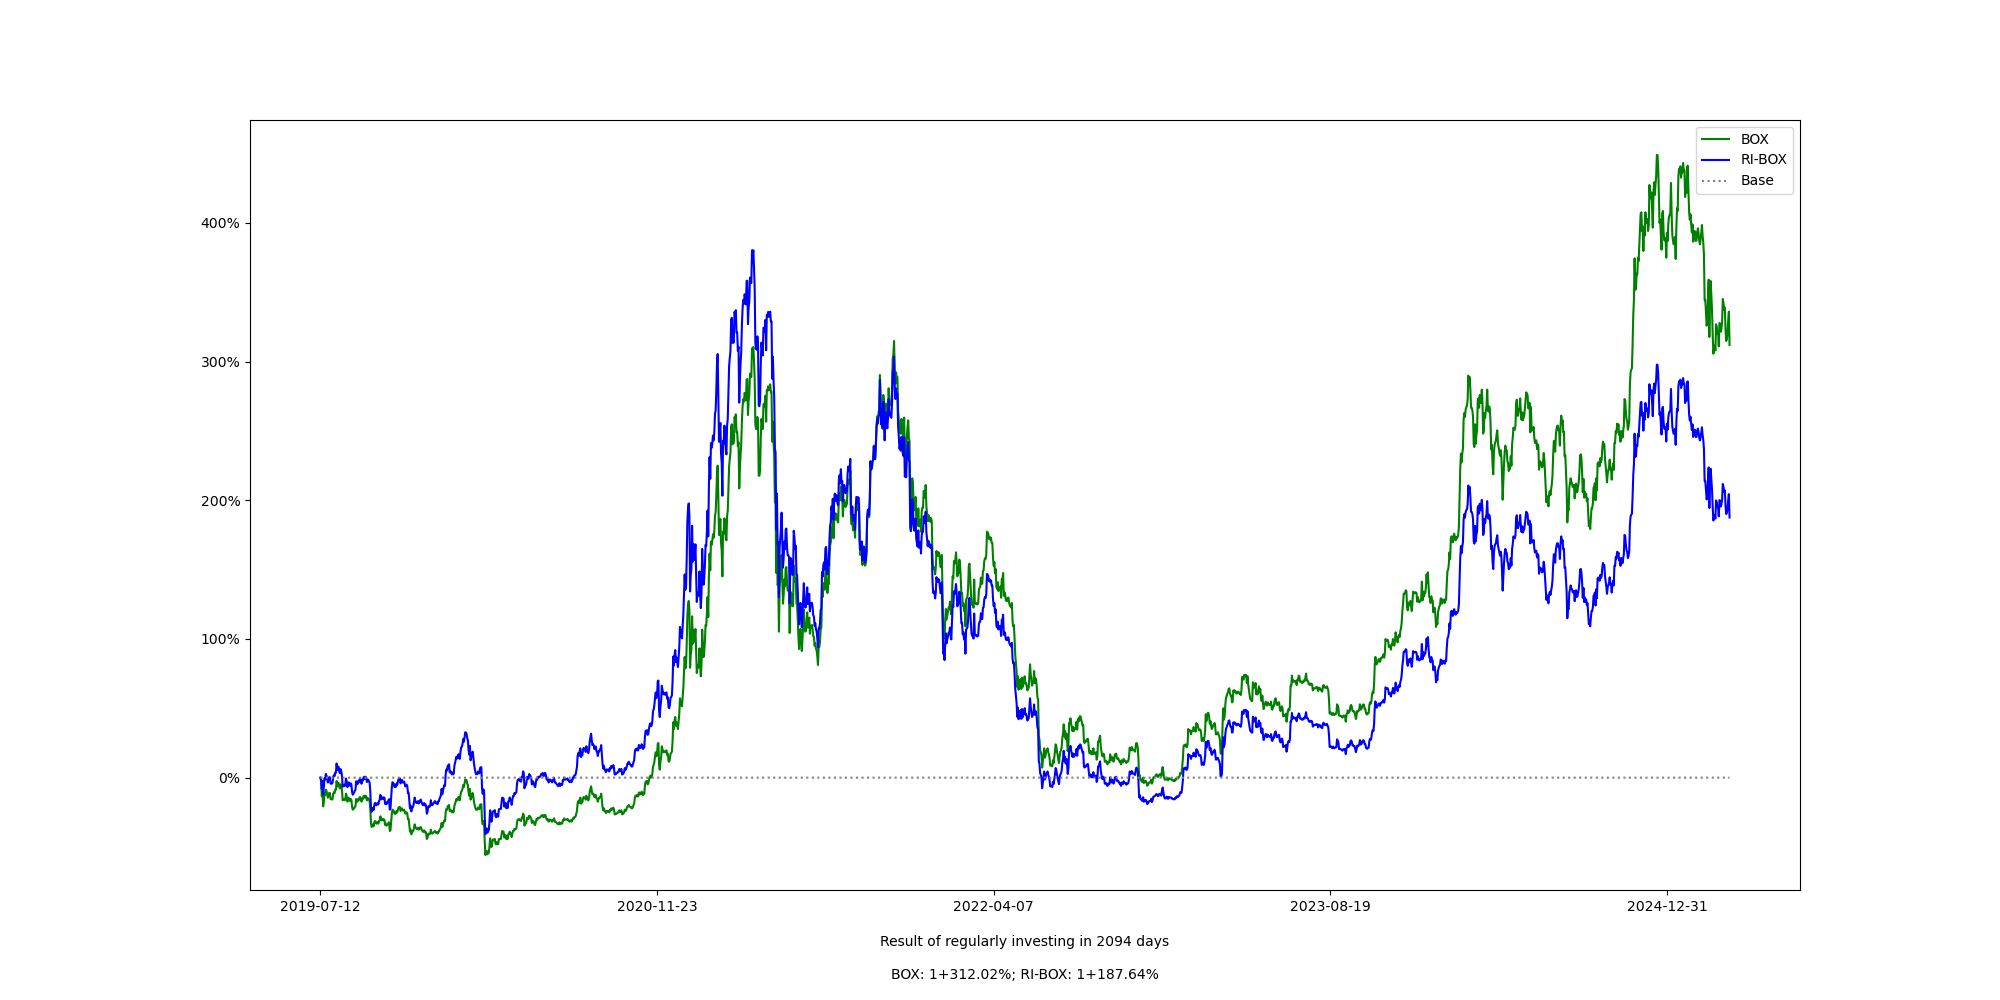 BOX
RI-BOX
Base
400%
300%
200%
100%
0%
2019-07-12 2020-11-23 2022-04-07 2023-08-19 2024-12-31
Result of regularly investing in 2094 days
BOX: 1+312.02%; RI-BOX: 1+187.64%